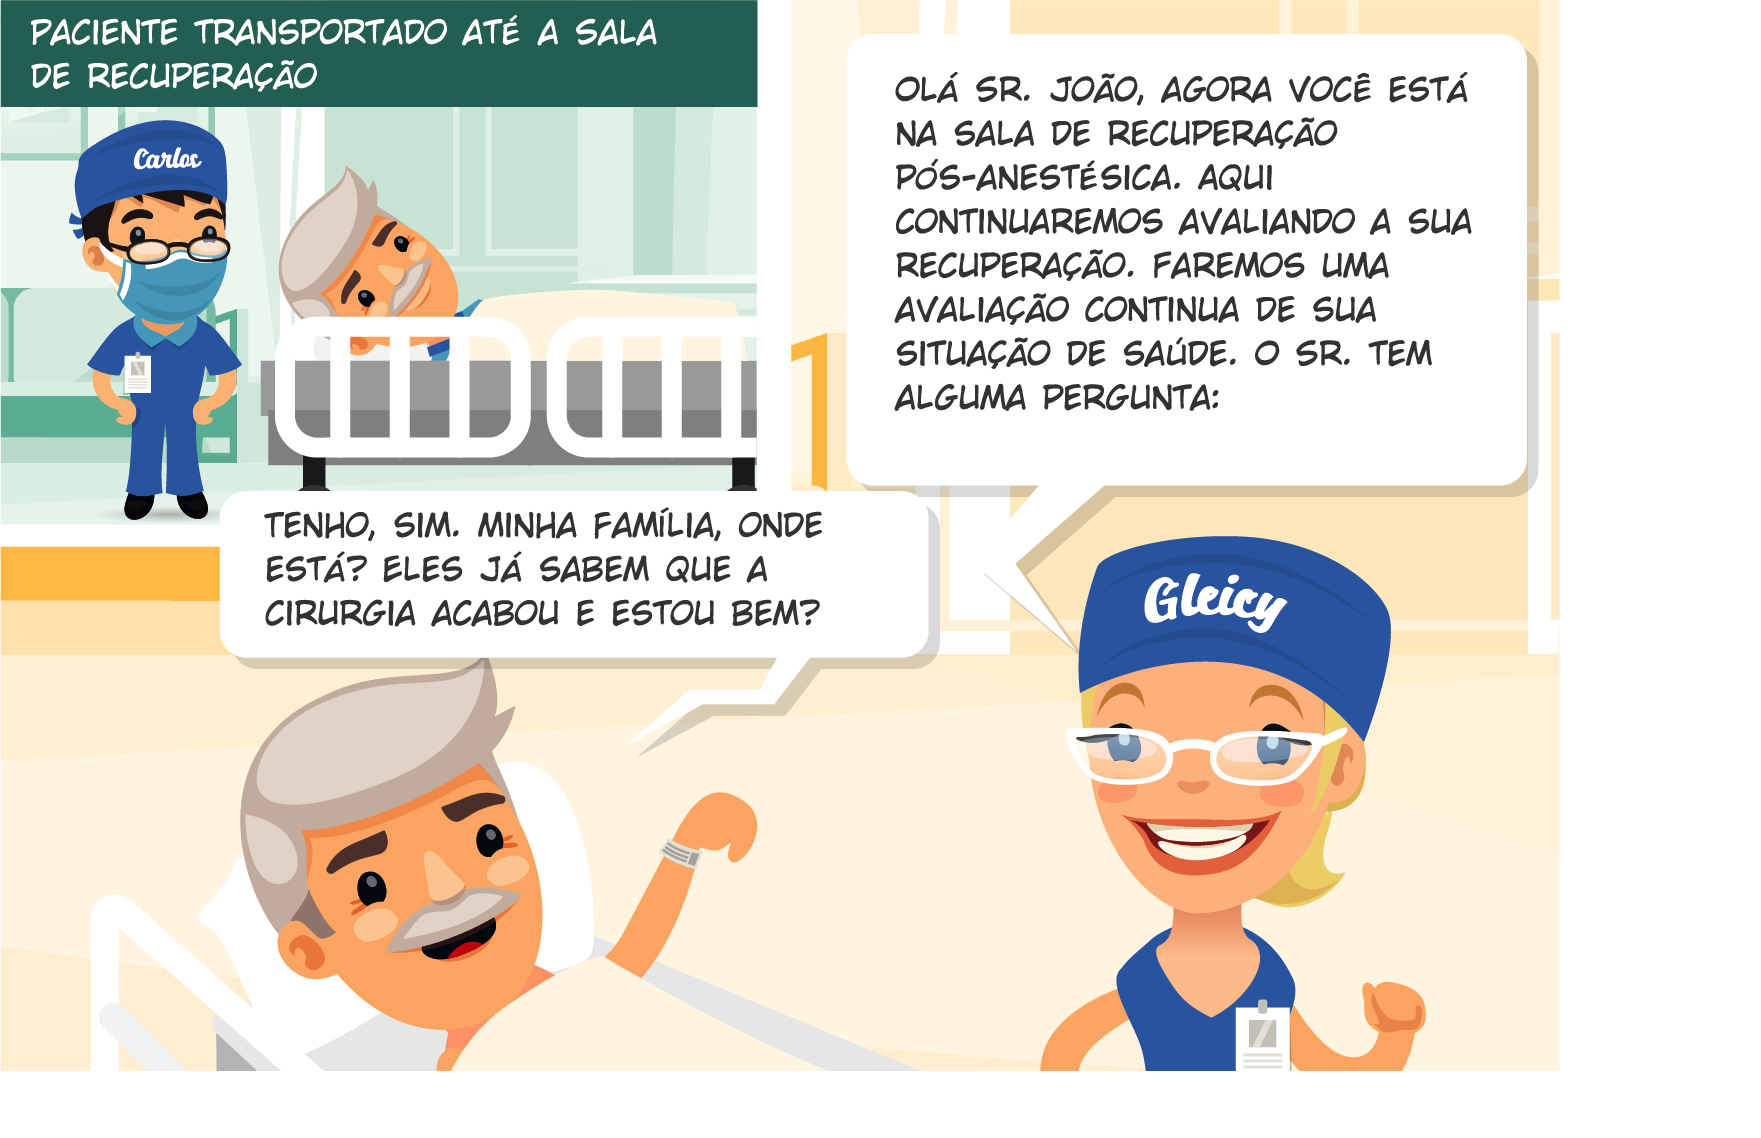 PACIENTE TRANSPORTADO ATÉ A SALA
DE RECUPERAÇÃO
Carlos
OLÁ SR. JOÃO, AGORA VOCÊ ESTÁ
NA SALA DE RECUPERAÇÃO
PÓS-ANESTÉSICA. AQUI
CONTINUAREMOS AVALIANDO A SUA
RECUPERAÇÃO. FAREMOS UMA
AVALIAÇÃO CONTINUA DE SUA
SITUAÇÃO DE SAÚDE. O SR. TEM
ALGUMA PERGUNTA:
TENHO, SIM. MINHA FAMÍLIA, ONDE
ESTÁ? ELES JÁ SABEM QUE A
CIRURGIA ACABOU E ESTOU BEM?
Gleicy